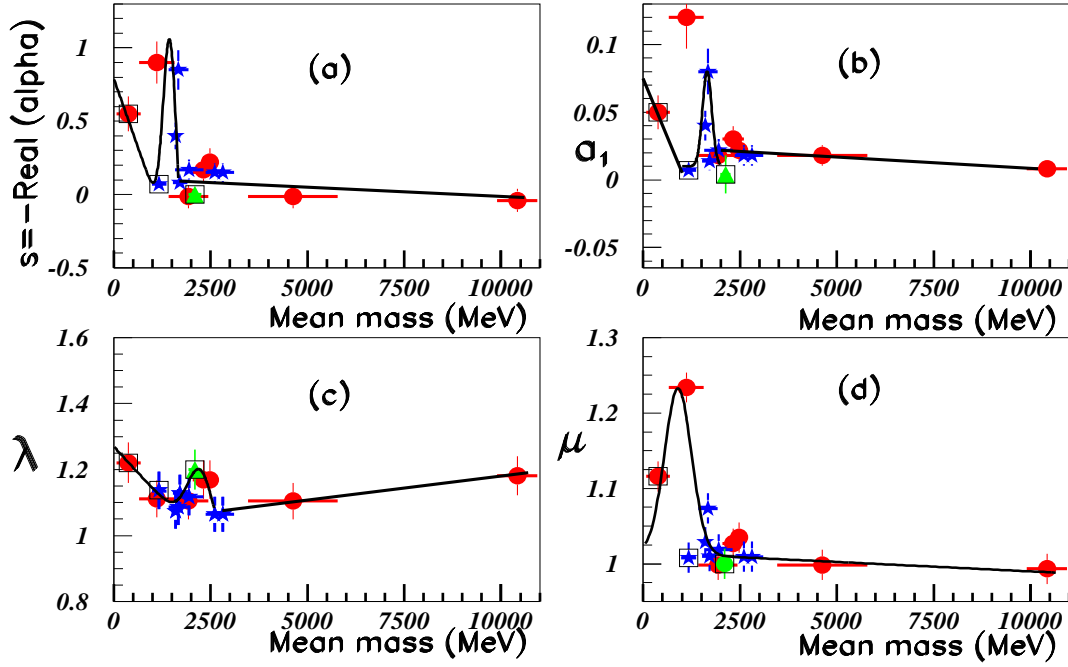 s=-Real (alpha)
1
0.5
0
-0.5
(a)
0 2500 5000 7500 10000
Mean mass (MeV)
a₁
0.1
0.05
0
-0.05
(b)
0 2500 5000 7500 10000
Mean mass (MeV)
λ
1.6
1.4
1.2
1
0.8
(c)
0 2500 5000 7500 10000
Mean mass (MeV)
μ
1.3
1.2
1.1
1
(d)
0 2500 5000 7500 10000
Mean mass (MeV)